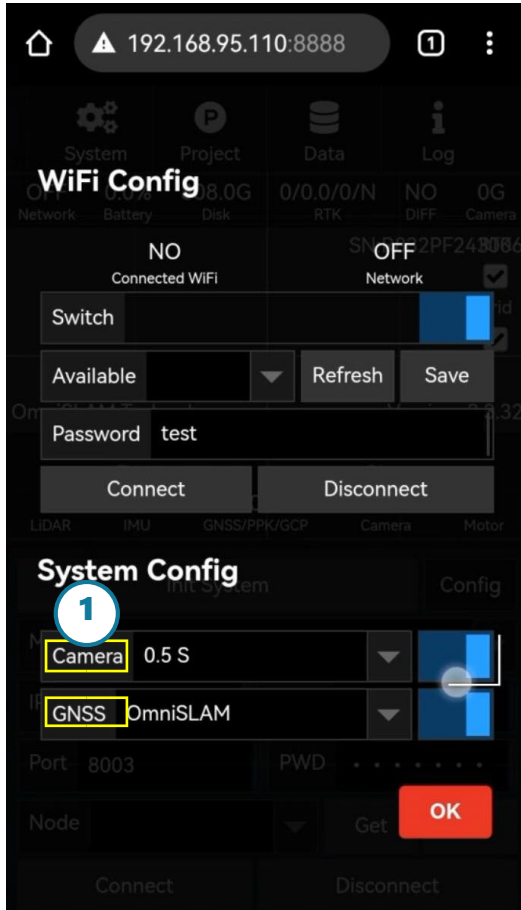 192.168.95.110:8888 1
System Project Data Log
WiFi Config
0/0.0/0/N NO 0G
Network Battery Disk RTK DIFF Camera
NO OFF
Connected WiFi Network
Switch
Available Refresh Save
Password test
Connect Disconnect
LiDAR IMU GNSS/PPK/GCP Camera Motor
System Config
Init System Config
1
Camera 0.5 S
GNSS OmniSLAM
Port 8003 PWD
Node Get
OK
Connect Disconnect